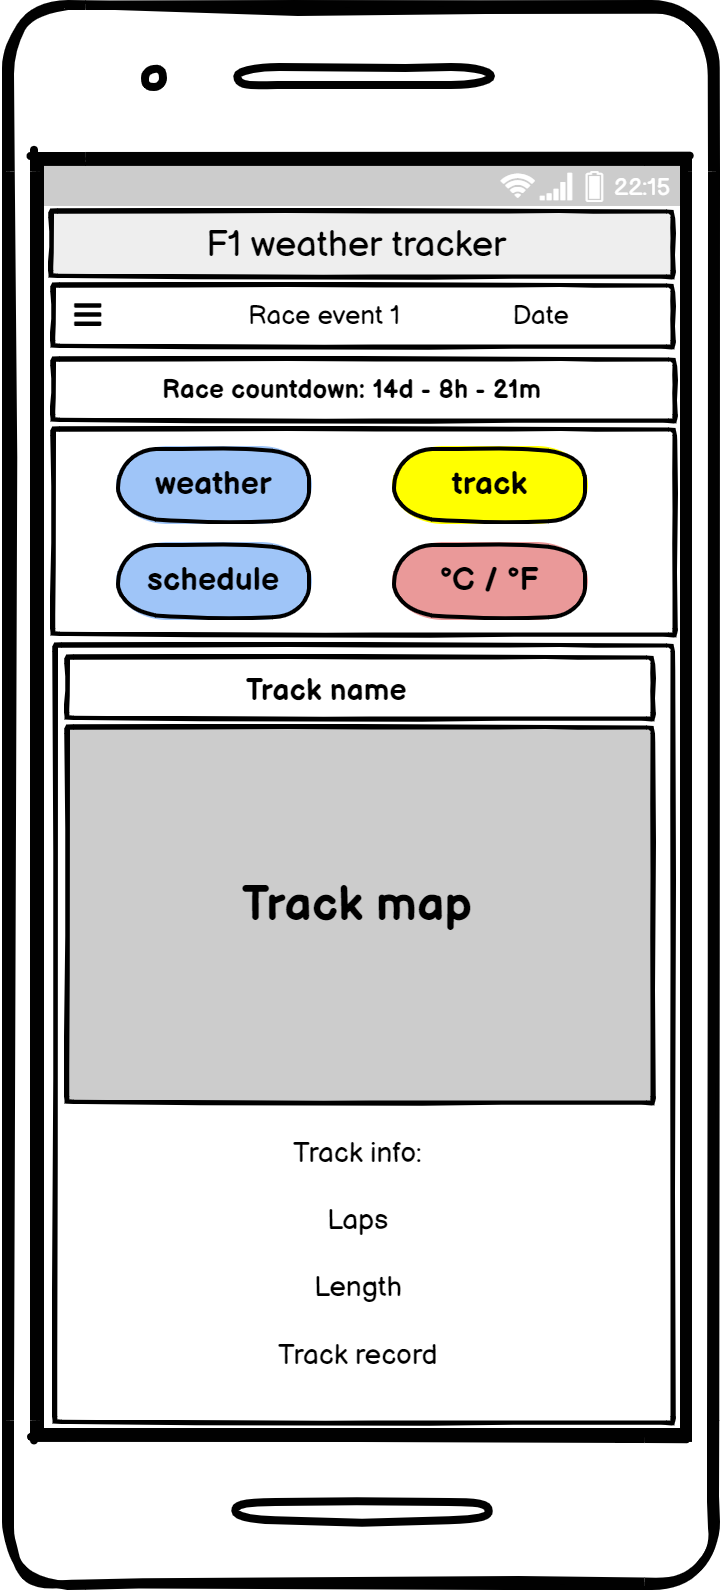 22:15
F1 weather tracker
Race event 1 Date
Race countdown: 14d - 8h - 21m
weather track
schedule °C / °F
Track name
Track map
Track info:
Laps
Length
Track record